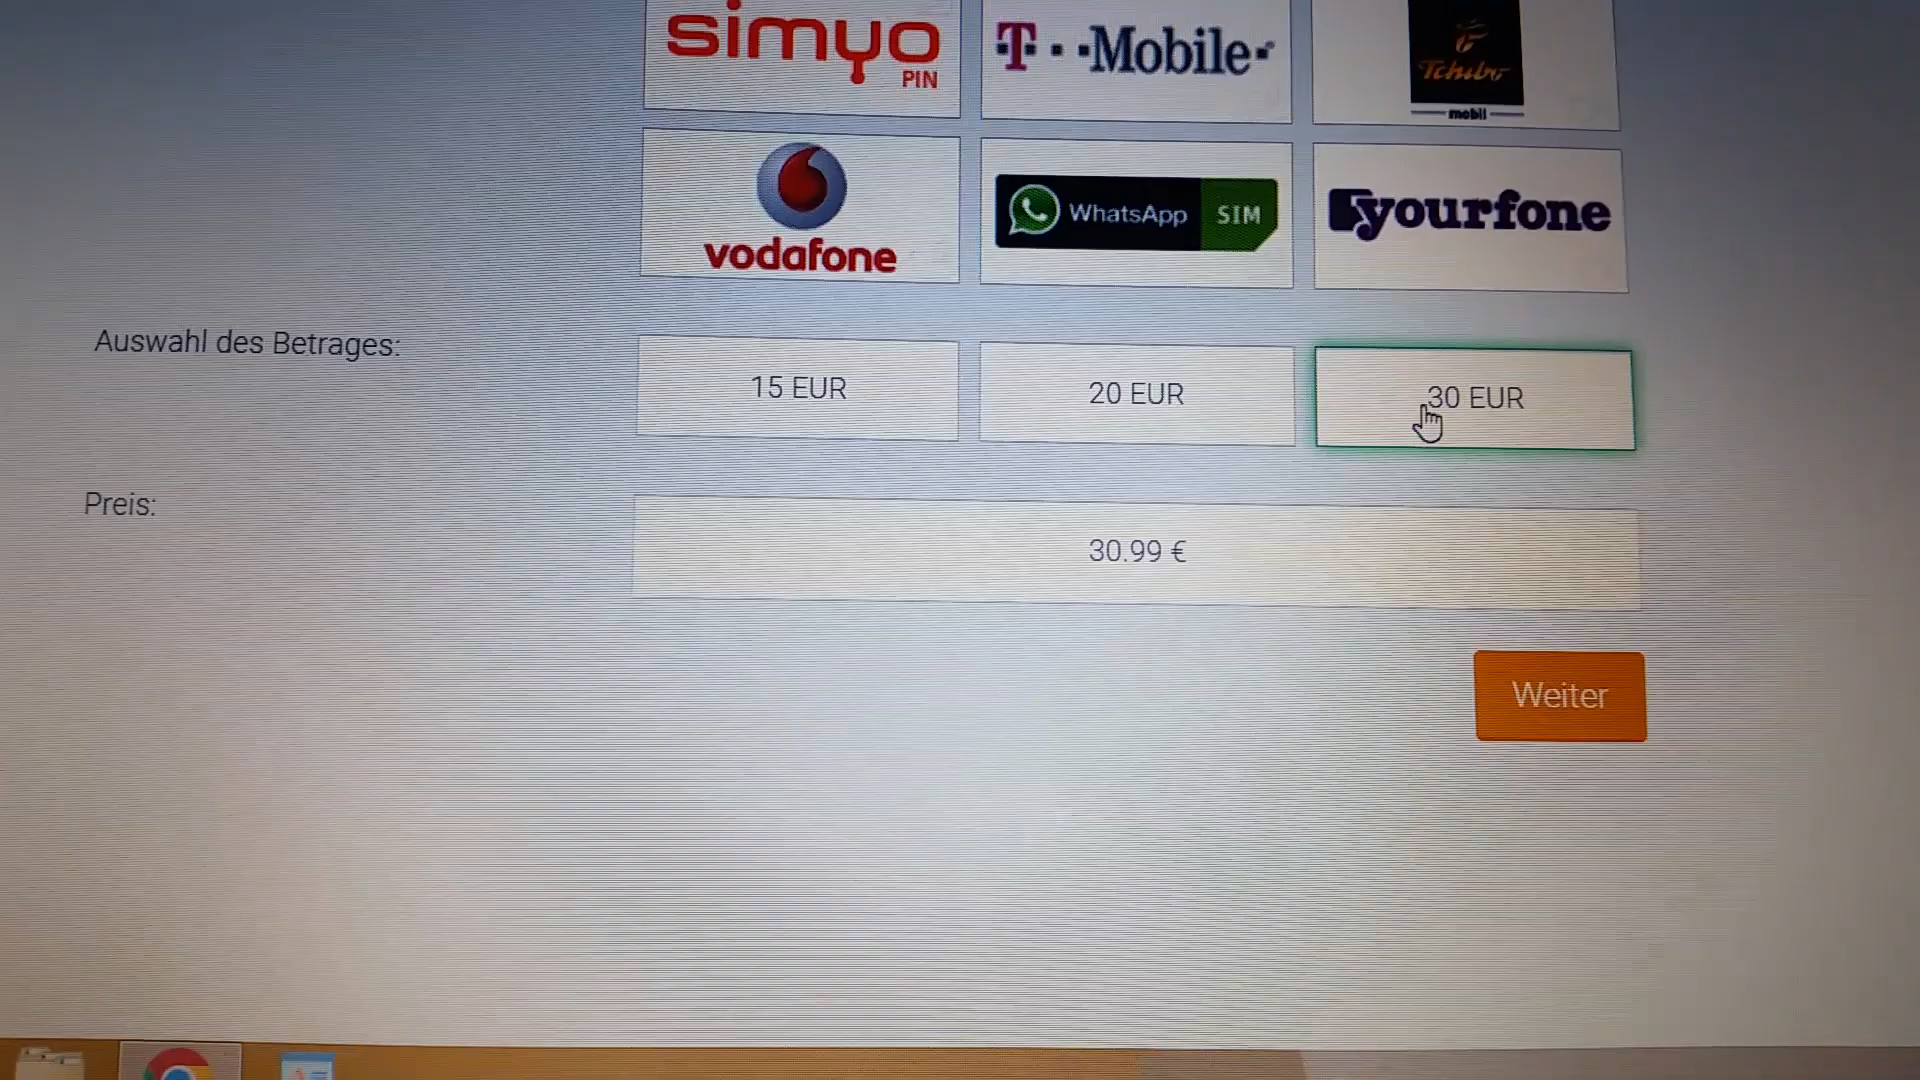 simyo
PIN
T··Mobile·
Tchibo
mobil
vodafone
WhatsApp SIM
yourfone
Auswahl des Betrages:
15 EUR
20 EUR
30 EUR
Preis:
30.99 €
Weiter